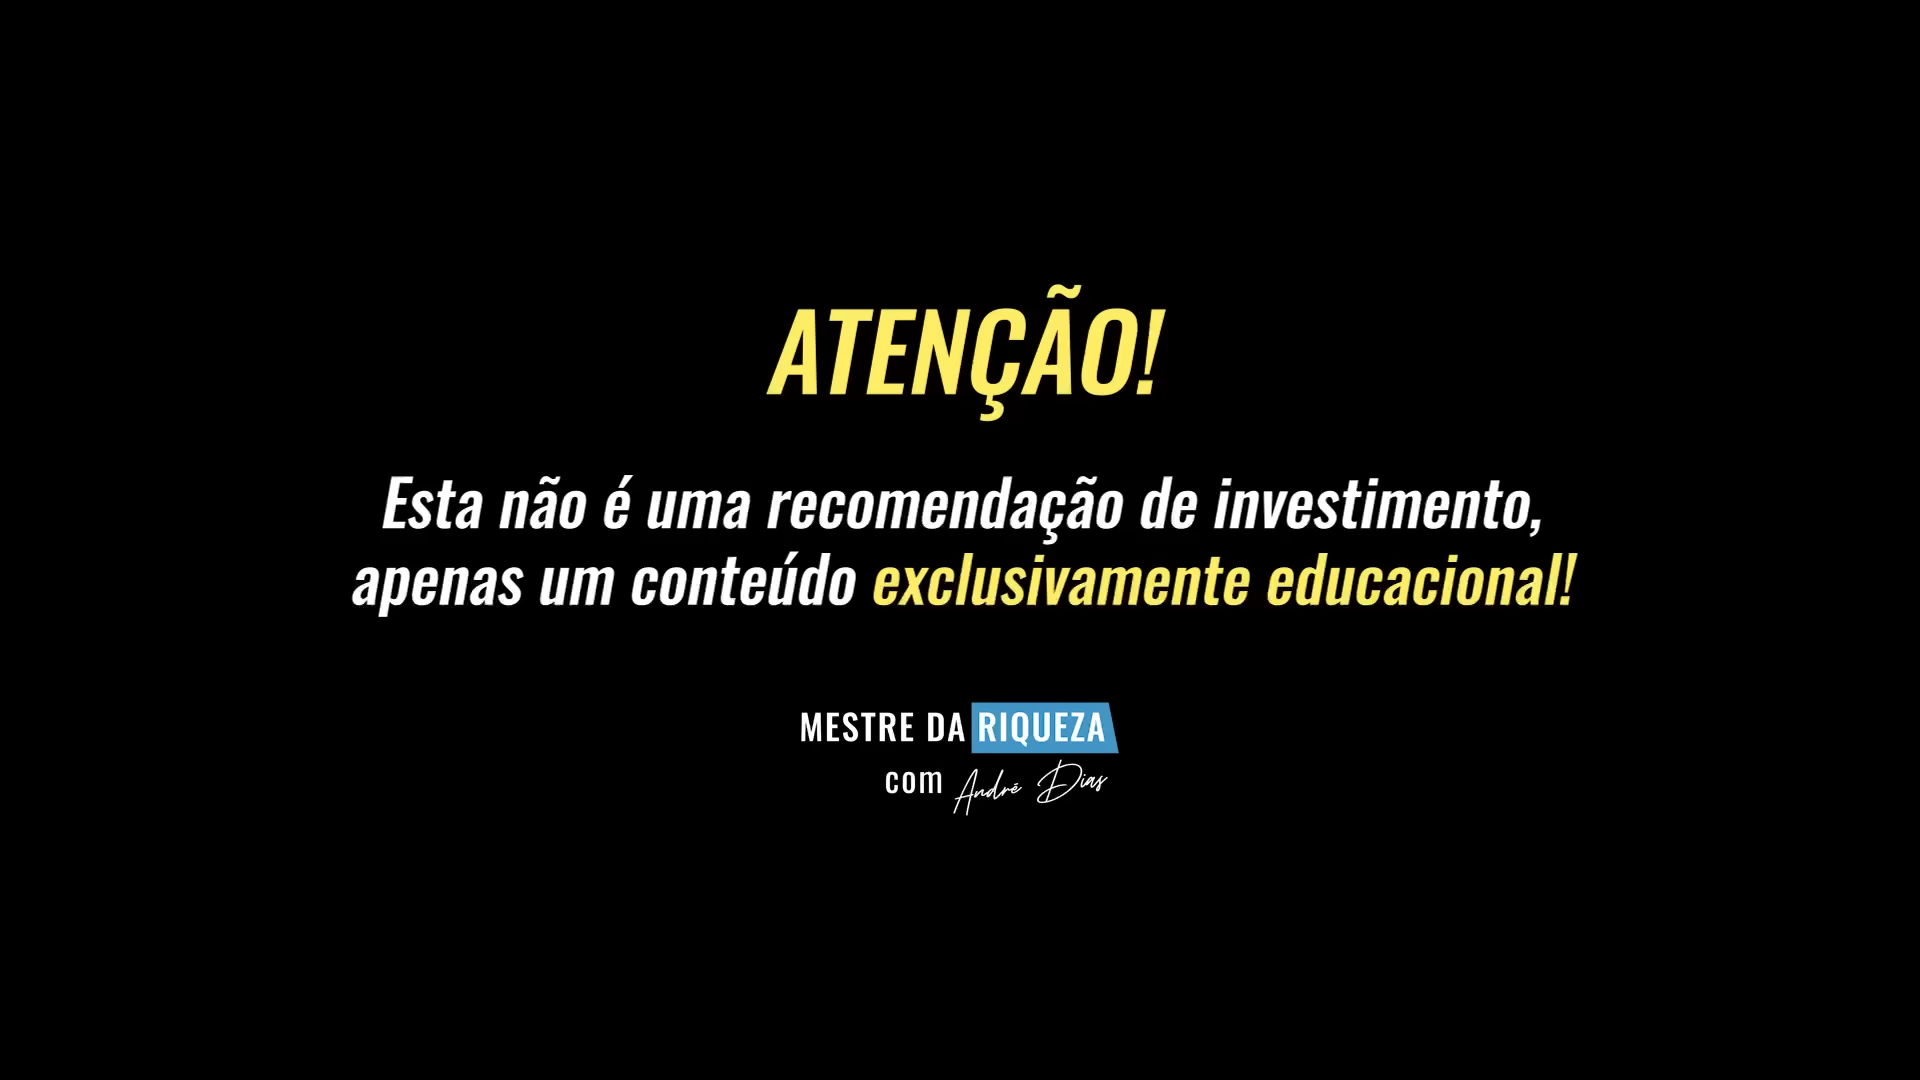 ATENÇÃO!
Esta não é uma recomendação de investimento,
apenas um conteúdo exclusivamente educacional!
MESTRE DA RIQUEZA
com André Dias